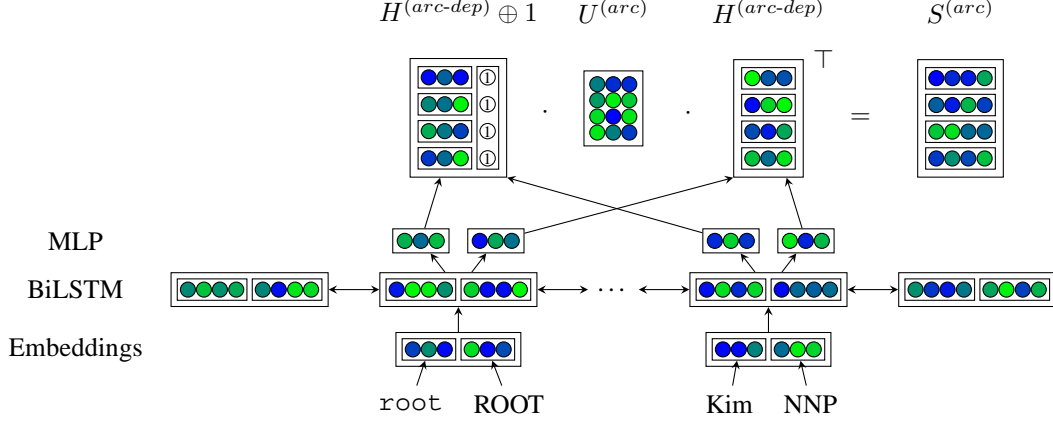 H^(arc-dep) ⊕ 1 U^(arc) H^(arc-dep) S^(arc)
① · · ⊤ =
①
①
①
MLP
BiLSTM ...
Embeddings
root ROOT Kim NNP